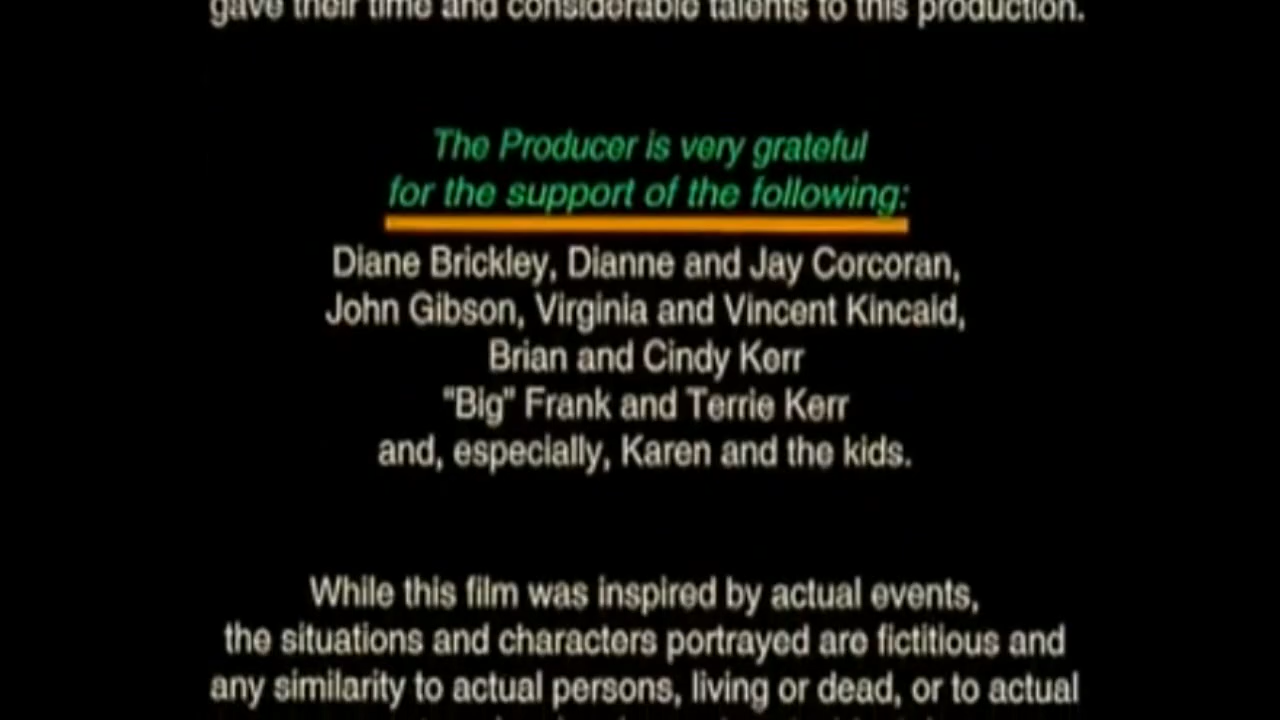 gave their time and considerable talents to this production.
The Producer is very grateful
for the support of the following:
Diane Brickley, Dianne and Jay Corcoran,
John Gibson, Virginia and Vincent Kincaid,
Brian and Cindy Kerr
"Big" Frank and Terrie Kerr
and, especially, Karen and the kids.
While this film was inspired by actual events,
the situations and characters portrayed are fictitious and
any similarity to actual persons, living or dead, or to actual